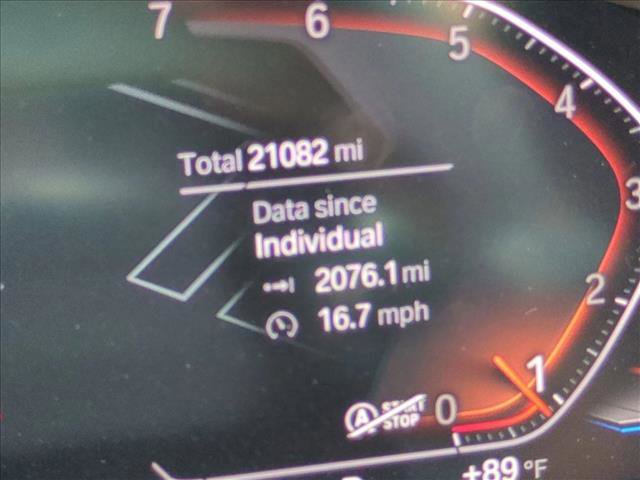 7 6 5 4 3 2 1 0
Total 21082 mi
Data since
Individual
2076.1 mi
16.7 mph
A START STOP
+89 °F